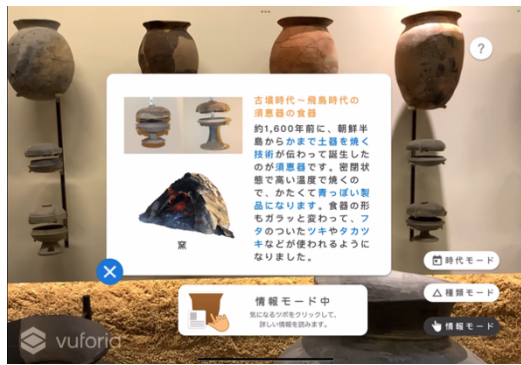 ?
古墳時代～飛鳥時代の
須恵器の食器
約1,600年前に、朝鮮半
島からかまで土器を焼く
技術が伝わって誕生した
のが須恵器です。密閉状
態で高い温度で焼くの
で、かたくて青っぽい製
品になります。食器の形
もガラッと変わって、フ
タのついたツキやタカツ
キなどが使われるように
なりました。
窯
時代モード
種類モード
情報モード
情報モード中
気になるツボをクリックして、
詳しい情報を読みます。
vuforia